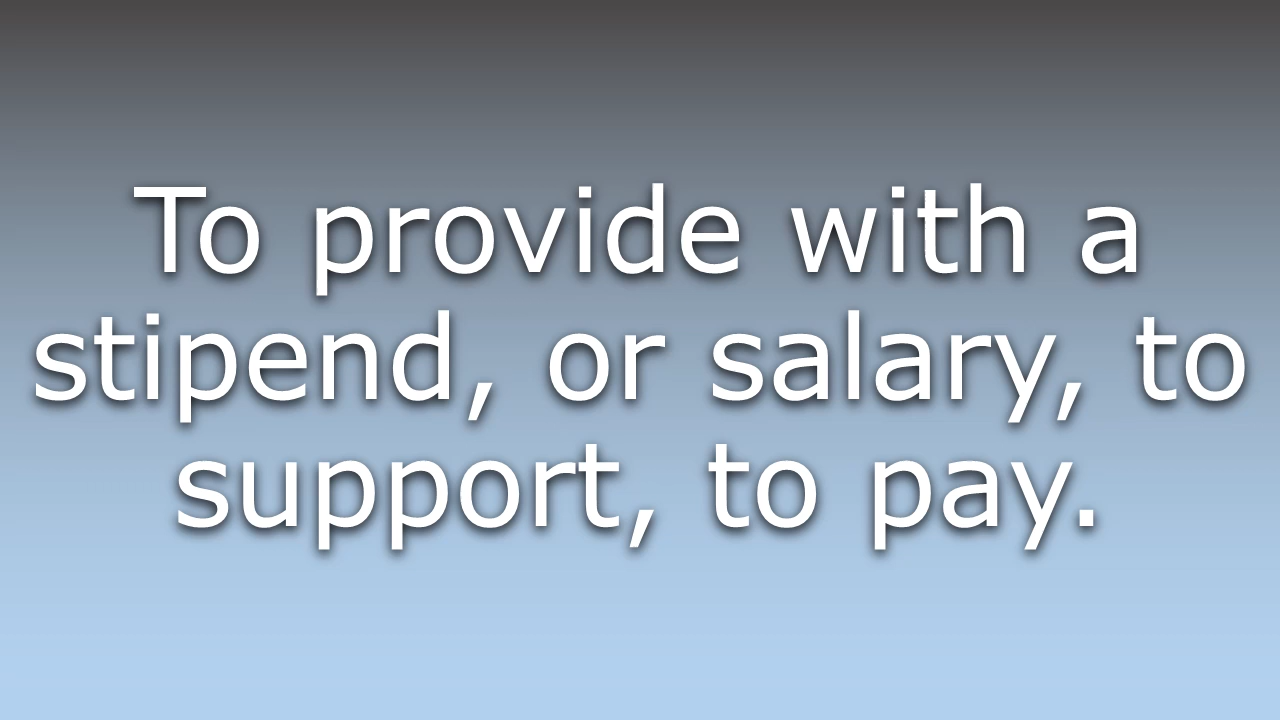 To provide with a
stipend, or salary, to
support, to pay.